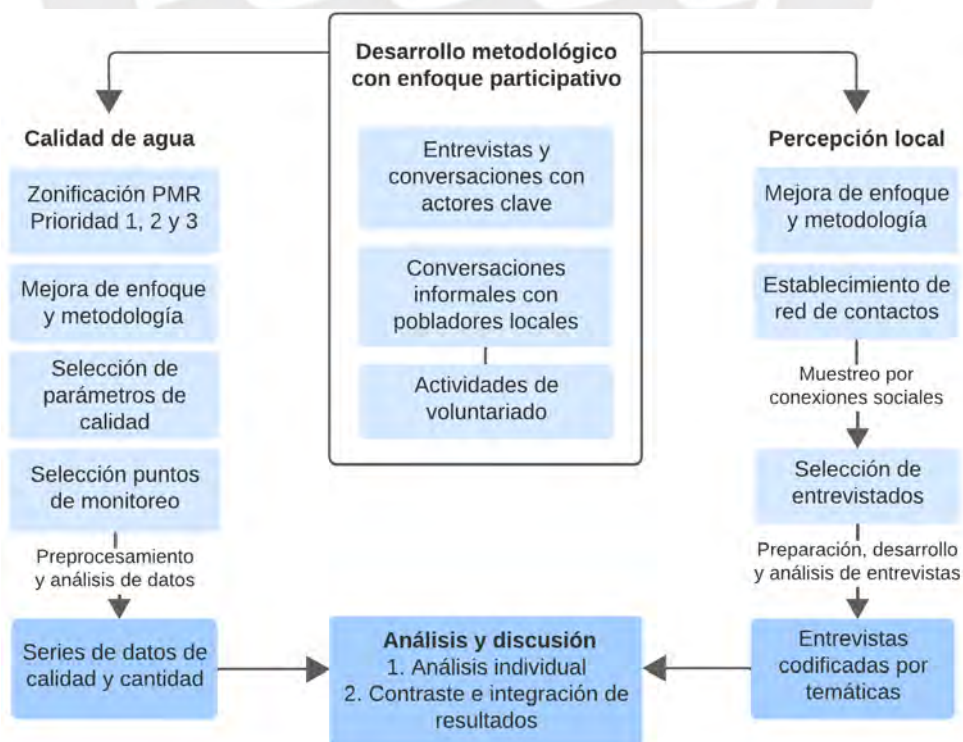 Desarrollo metodológico
con enfoque participativo
Entrevistas y
conversaciones con
actores clave
Conversaciones
informales con
pobladores locales
Actividades de
voluntariado
Calidad de agua
Zonificación PMR
Prioridad 1, 2 y 3
Mejora de enfoque
y metodología
Selección de
parámetros de
calidad
Selección puntos
de monitoreo
Preprocesamiento
y análisis de datos
Series de datos de
calidad y cantidad
Percepción local
Mejora de enfoque
y metodología
Establecimiento de
red de contactos
Muestreo por
conexiones sociales
Selección de
entrevistados
Preparación, desarrollo
y análisis de entrevistas
Entrevistas
codificadas por
temáticas
Análisis y discusión
1. Análisis individual
2. Contraste e integración de
resultados